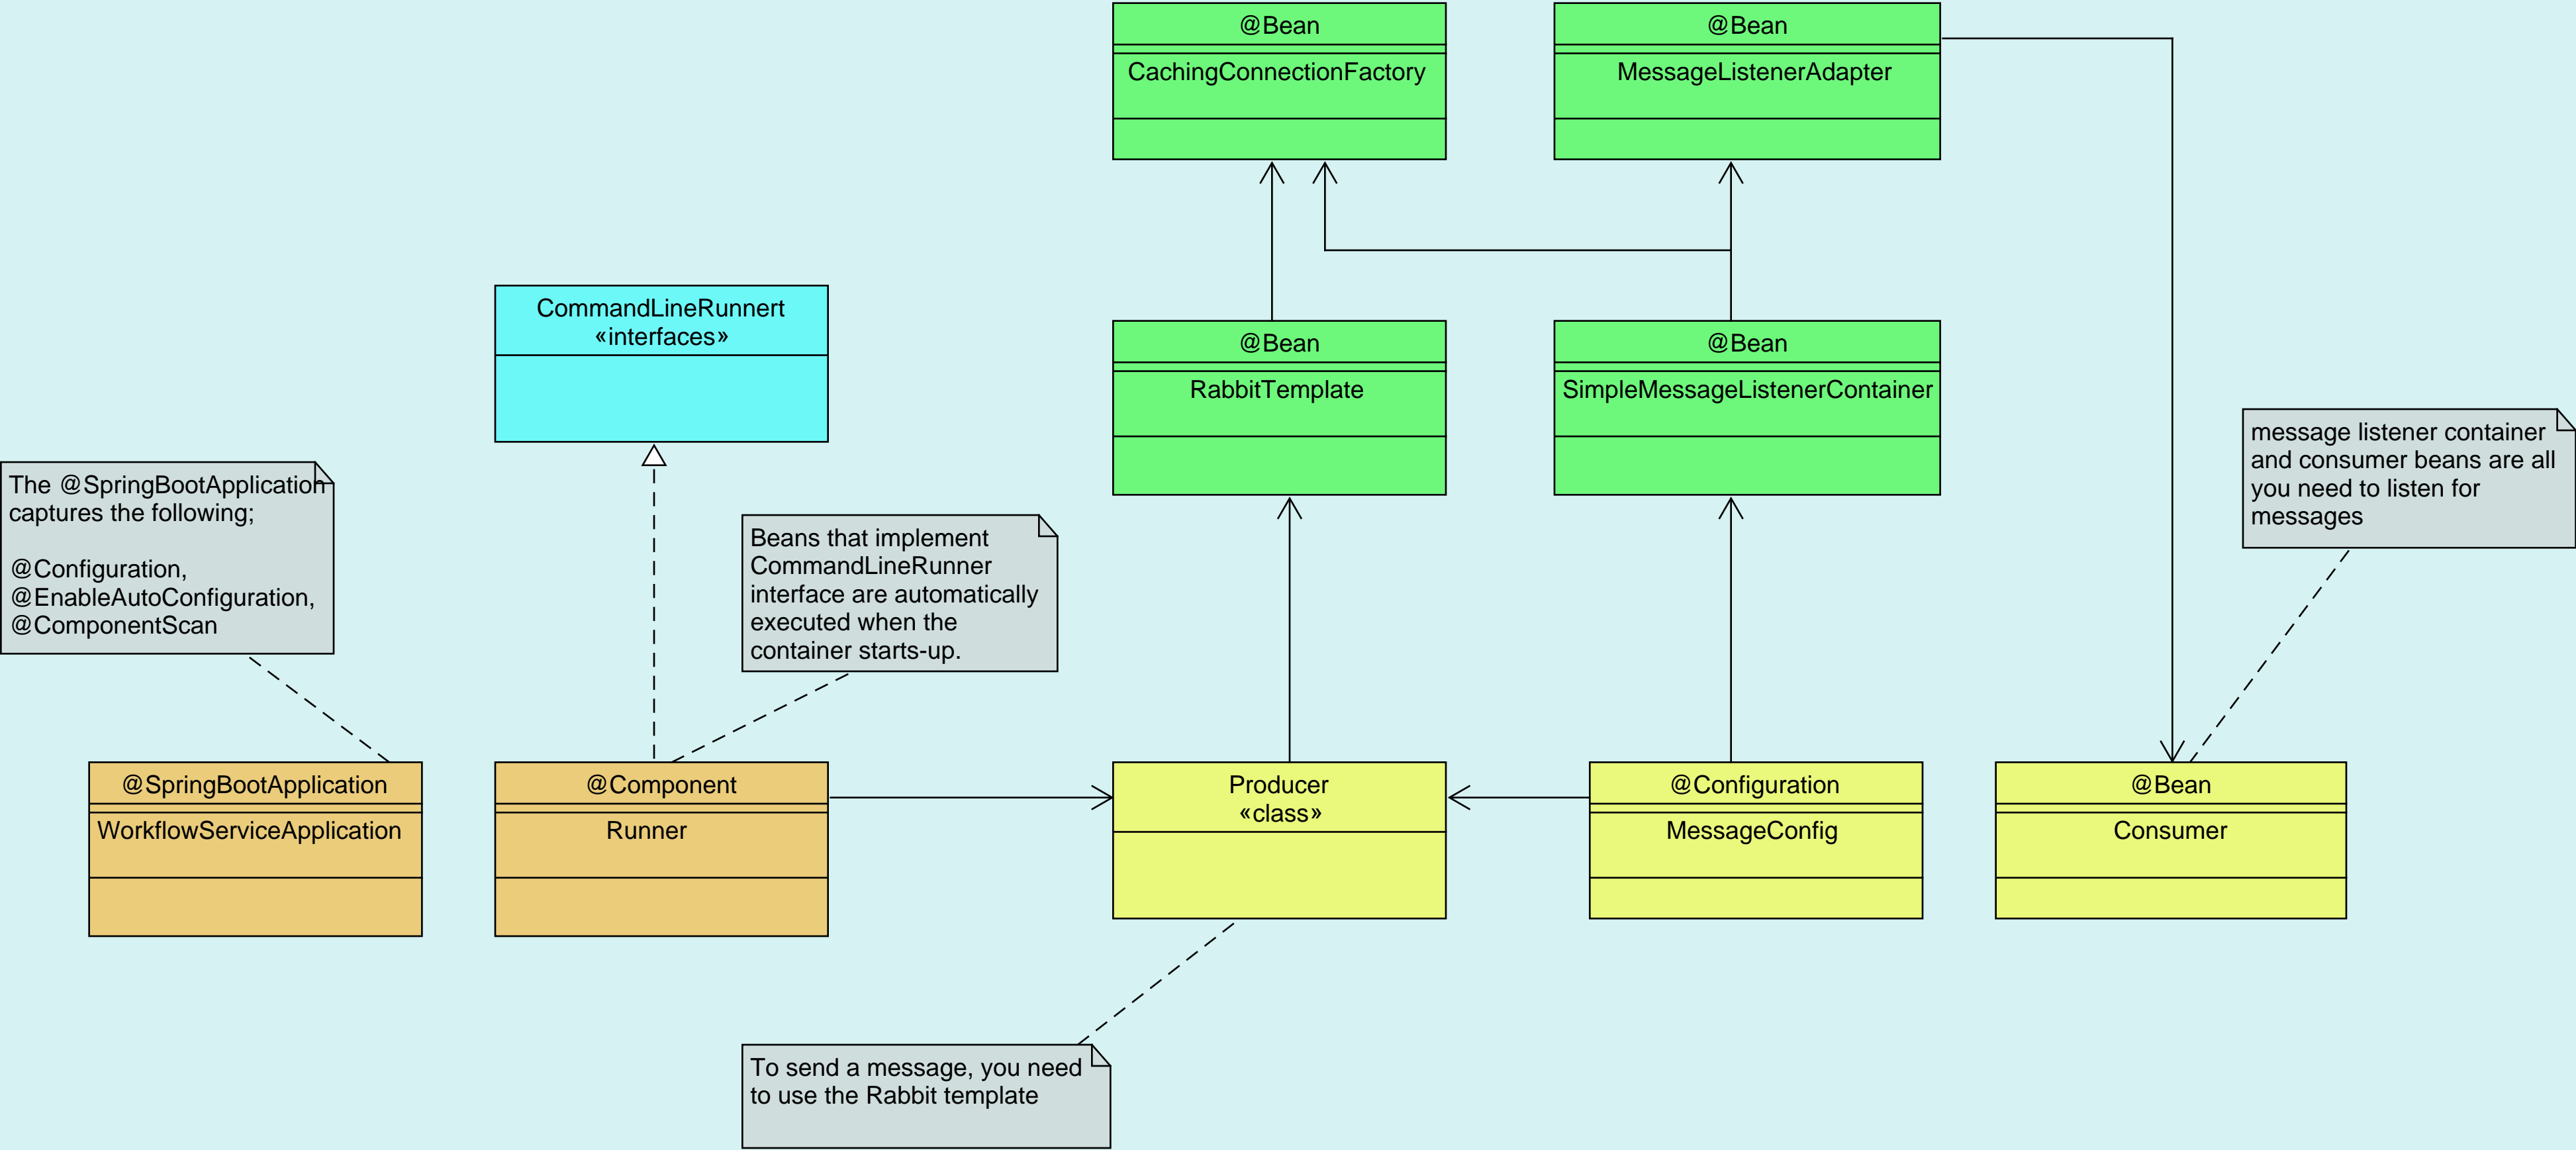 @Bean
CachingConnectionFactory
@Bean
MessageListenerAdapter
CommandLineRunnert
«interfaces»
@Bean
RabbitTemplate
@Bean
SimpleMessageListenerContainer
message listener container
and consumer beans are all
you need to listen for
messages
The @SpringBootApplication
captures the following;
@Configuration,
@EnableAutoConfiguration,
@ComponentScan
Beans that implement
CommandLineRunner
interface are automatically
executed when the
container starts-up.
@SpringBootApplication
WorkflowServiceApplication
@Component
Runner
Producer
«class»
@Configuration
MessageConfig
@Bean
Consumer
To send a message, you need
to use the Rabbit template